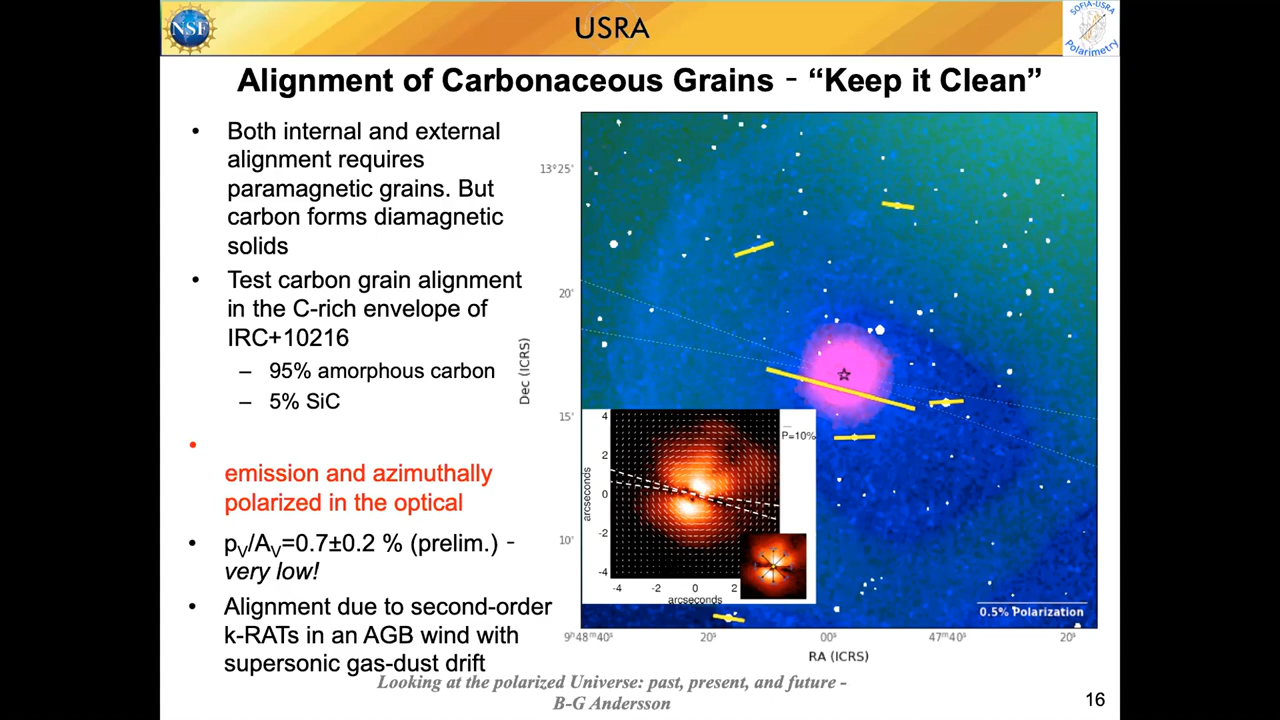 NSF
USRA
SOFIA-USRA
Polarimetry
Alignment of Carbonaceous Grains - “Keep it Clean”
• Both internal and external
alignment requires
paramagnetic grains. But
carbon forms diamagnetic
solids
• Test carbon grain alignment
in the C-rich envelope of
IRC+10216
– 95% amorphous carbon
– 5% SiC
•
emission and azimuthally
polarized in the optical
• pV/AV=0.7±0.2 % (prelim.) -
very low!
• Alignment due to second-order
k-RATs in an AGB wind with
supersonic gas-dust drift
13°25'
20'
15'
10'
Dec (ICRS)
9ʰ48ᵐ40ˢ
20ˢ
00ˢ
47ᵐ40ˢ
20ˢ
RA (ICRS)
0.5% Polarization
P=10%
4
2
0
-2
-4
arcseconds
-4
-2
0
2
arcseconds
Looking at the polarized Universe: past, present, and future -
B-G Andersson
16